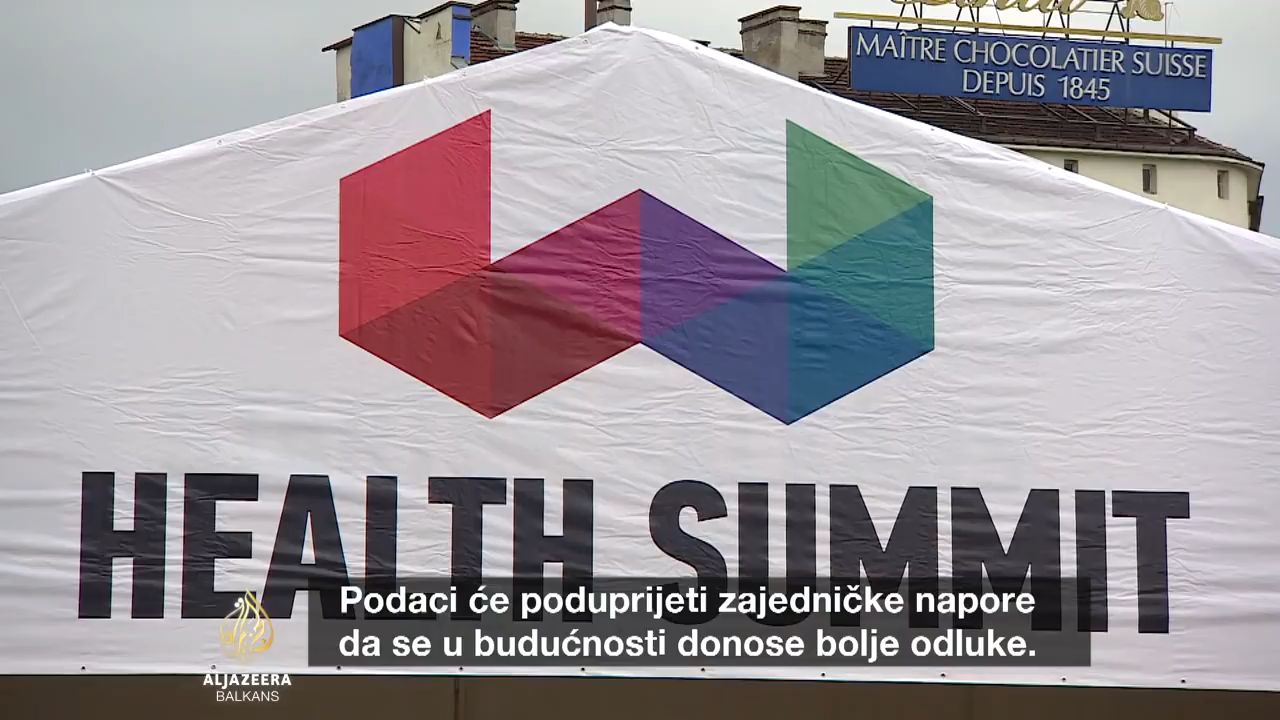 MAÎTRE CHOCOLATIER SUISSE
DEPUIS 1845
HEALTH SUMMIT
Podaci će poduprijeti zajedničke napore
da se u budućnosti donose bolje odluke.
ALJAZEERA
BALKANS